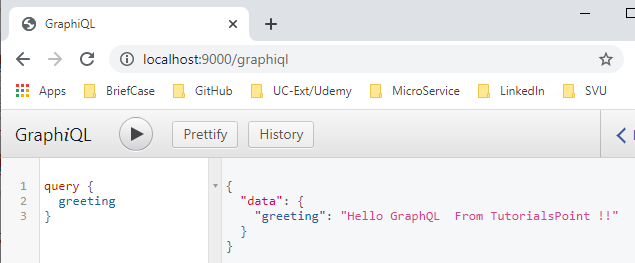 GraphiQL
localhost:9000/graphiql
Apps BriefCase GitHub UC-Ext/Udemy MicroService LinkedIn SVU
GraphiQL Prettify History
1 query {
2 greeting
3 }
{
"data": {
"greeting": "Hello GraphQL  From TutorialsPoint !!"
}
}